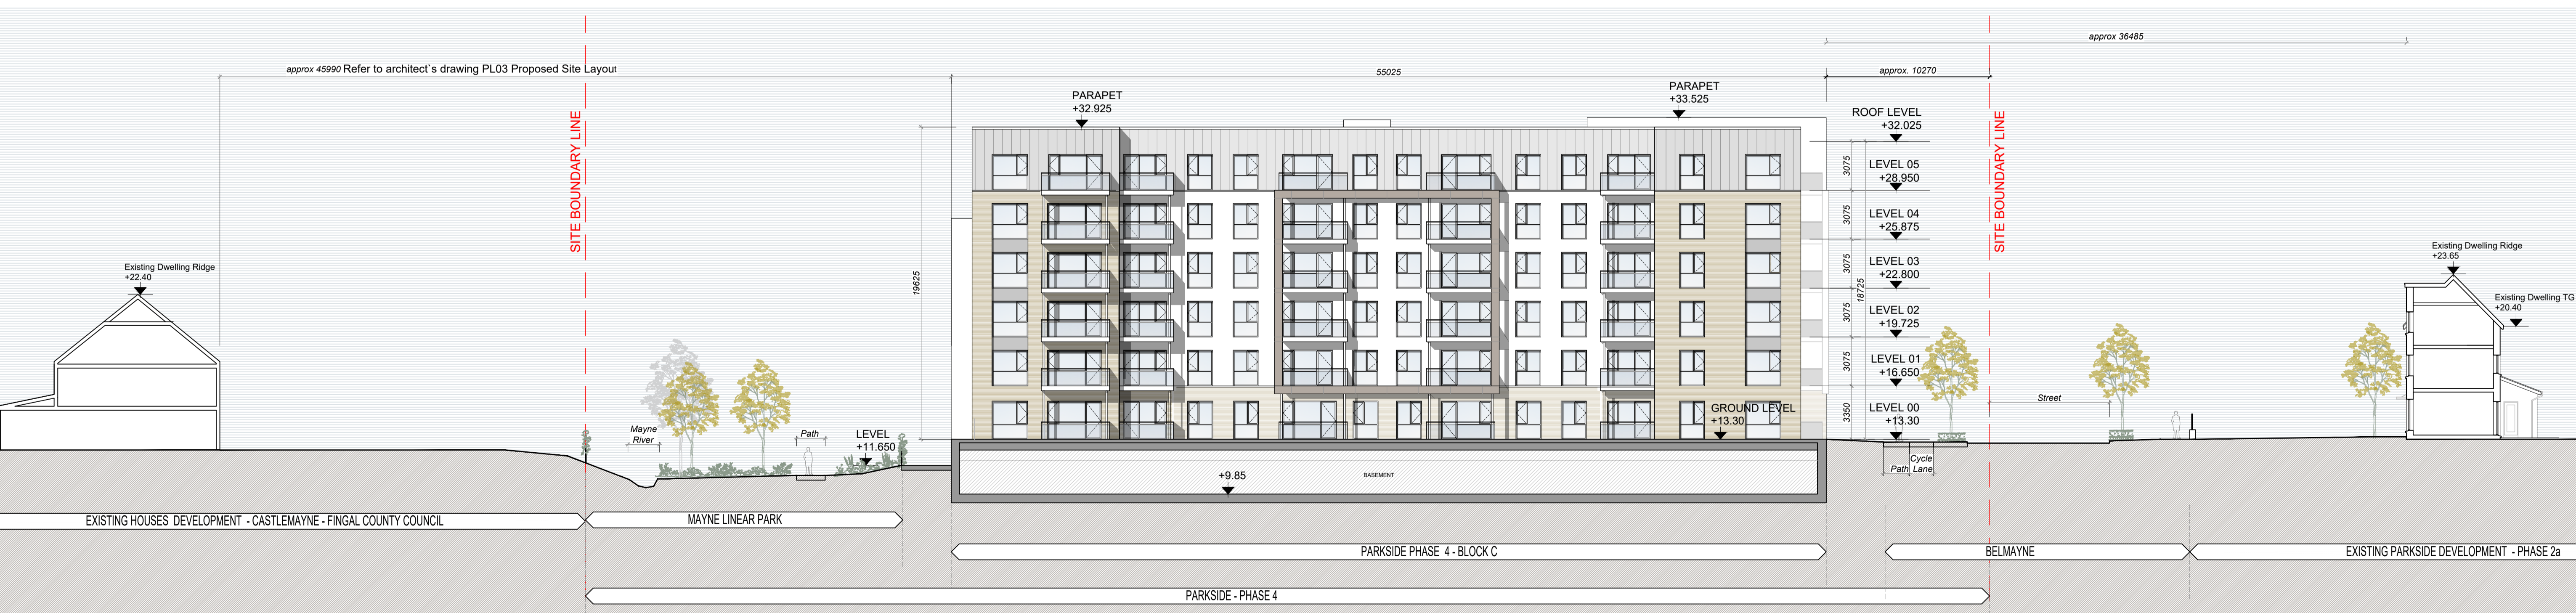 approx 36485
approx 45990 Refer to architect`s drawing PL03 Proposed Site Layout
55025
approx. 10270
PARAPET
+32.925
PARAPET
+33.525
ROOF LEVEL
+32.025
SITE BOUNDARY LINE
SITE BOUNDARY LINE
3075
LEVEL 05
+28.950
3075
LEVEL 04
+25.875
3075
LEVEL 03
+22.800
18725
3075
LEVEL 02
+19.725
3075
LEVEL 01
+16.650
3350
LEVEL 00
+13.30
19625
Existing Dwelling Ridge
+22.40
Existing Dwelling Ridge
+23.65
Existing Dwelling TG
+20.40
Street
Mayne
River
Path
LEVEL
+11.650
GROUND LEVEL
+13.30
Cycle
Path Lane
+9.85
BASEMENT
EXISTING HOUSES DEVELOPMENT - CASTLEMAYNE - FINGAL COUNTY COUNCIL
MAYNE LINEAR PARK
PARKSIDE PHASE 4 - BLOCK C
BELMAYNE
EXISTING PARKSIDE DEVELOPMENT - PHASE 2a
PARKSIDE - PHASE 4